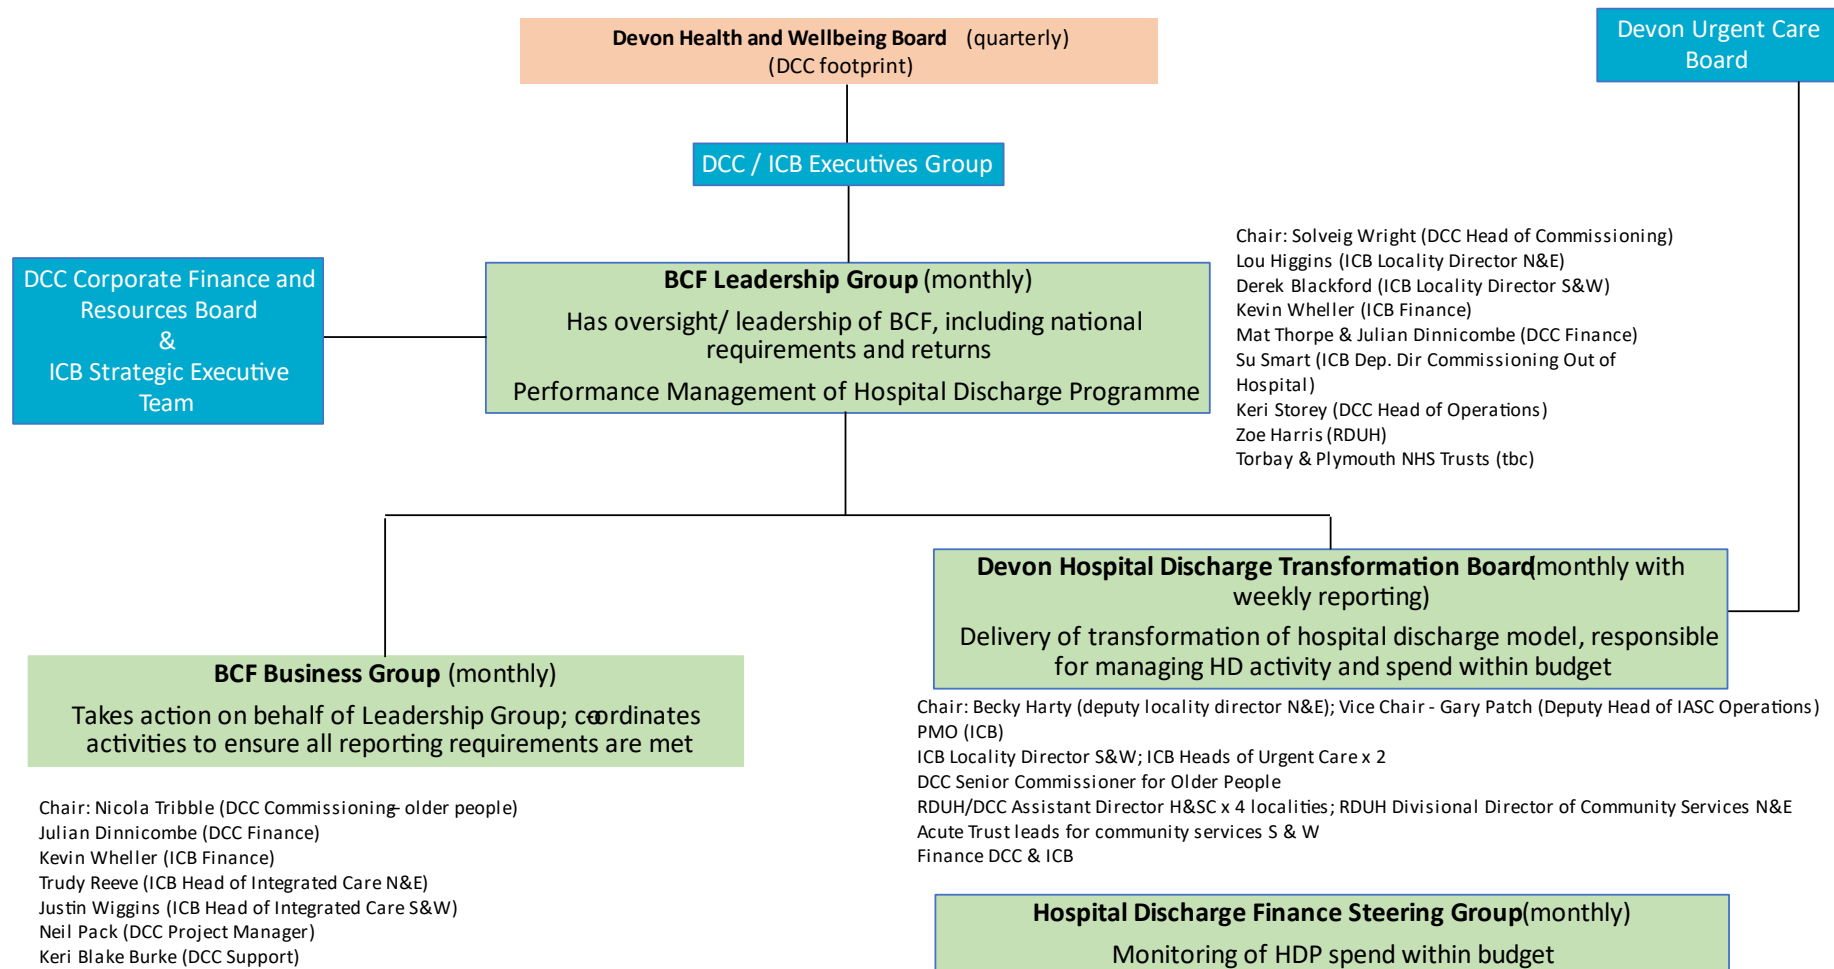 Devon Health and Wellbeing Board (quarterly)
(DCC footprint)
Devon Urgent Care
Board
DCC / ICB Executives Group
DCC Corporate Finance and
Resources Board
&
ICB Strategic Executive
Team
BCF Leadership Group (monthly)
Has oversight/ leadership of BCF, including national
requirements and returns
Performance Management of Hospital Discharge Programme
Chair: Solveig Wright (DCC Head of Commissioning)
Lou Higgins (ICB Locality Director N&E)
Derek Blackford (ICB Locality Director S&W)
Kevin Wheller (ICB Finance)
Mat Thorpe & Julian Dinnicombe (DCC Finance)
Su Smart (ICB Dep. Dir Commissioning Out of
Hospital)
Keri Storey (DCC Head of Operations)
Zoe Harris (RDUH)
Torbay & Plymouth NHS Trusts (tbc)
BCF Business Group (monthly)
Takes action on behalf of Leadership Group; co-ordinates
activities to ensure all reporting requirements are met
Chair: Nicola Tribble (DCC Commissioning– older people)
Julian Dinnicombe (DCC Finance)
Kevin Wheller (ICB Finance)
Trudy Reeve (ICB Head of Integrated Care N&E)
Justin Wiggins (ICB Head of Integrated Care S&W)
Neil Pack (DCC Project Manager)
Keri Blake Burke (DCC Support)
Devon Hospital Discharge Transformation Board(monthly with
weekly reporting)
Delivery of transformation of hospital discharge model, responsible
for managing HD activity and spend within budget
Chair: Becky Harty (deputy locality director N&E); Vice Chair - Gary Patch (Deputy Head of IASC Operations)
PMO (ICB)
ICB Locality Director S&W; ICB Heads of Urgent Care x 2
DCC Senior Commissioner for Older People
RDUH/DCC Assistant Director H&SC x 4 localities; RDUH Divisional Director of Community Services N&E
Acute Trust leads for community services S & W
Finance DCC & ICB
Hospital Discharge Finance Steering Group(monthly)
Monitoring of HDP spend within budget